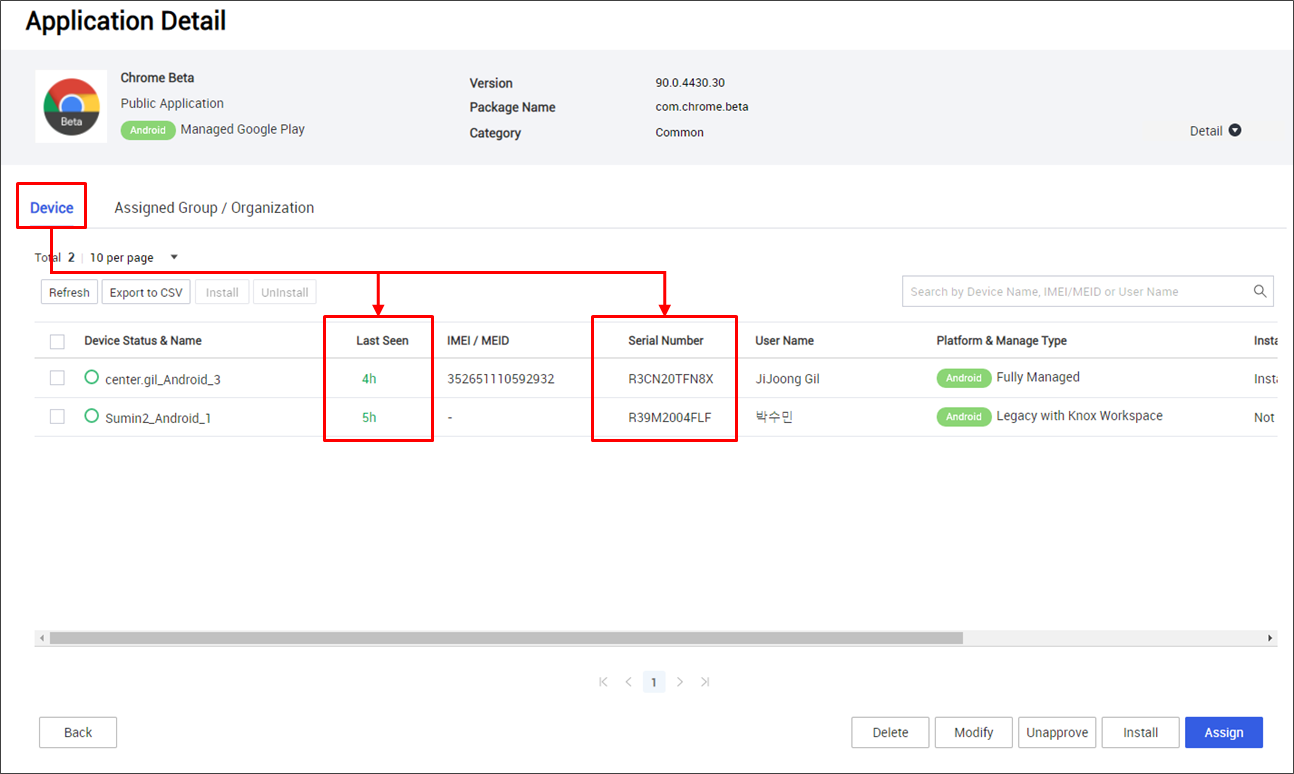 Application Detail
Chrome Beta
Public Application
Android Managed Google Play
Beta
Version 90.0.4430.30
Package Name com.chrome.beta
Category Common
Detail
Device Assigned Group / Organization
Total 2 | 10 per page
Refresh Export to CSV Install UnInstall Search by Device Name, IMEI/MEID or User Name
Device Status & Name Last Seen IMEI / MEID Serial Number User Name Platform & Manage Type Insta
center.gil_Android_3 4h 352651110592932 R3CN20TFN8X JiJoong Gil Android Fully Managed Insta
Sumin2_Android_1 5h - R39M2004FLF 박수민 Android Legacy with Knox Workspace Not
1
Back Delete Modify Unapprove Install Assign